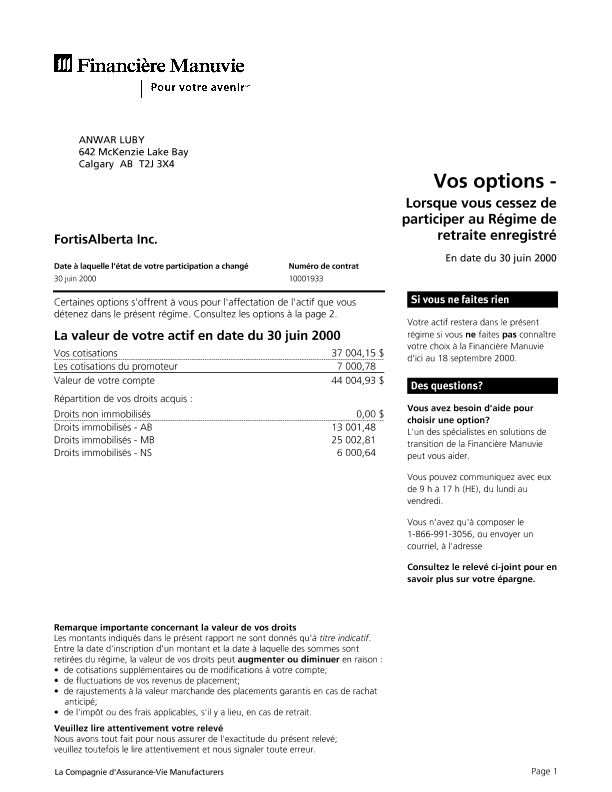 Financière Manuvie
Pour votre avenir
ANWAR LUBY
642 McKenzie Lake Bay
Calgary AB T2J 3X4
Vos options -
Lorsque vous cessez de
participer au Régime de
retraite enregistré
En date du 30 juin 2000
FortisAlberta Inc.
Date à laquelle l'état de votre participation a changé Numéro de contrat
30 juin 2000 10001933
Certaines options s'offrent à vous pour l'affectation de l'actif que vous
détenez dans le présent régime. Consultez les options à la page 2.
La valeur de votre actif en date du 30 juin 2000
Vos cotisations 37 004,15 $
Les cotisations du promoteur 7 000,78
Valeur de votre compte 44 004,93 $
Répartition de vos droits acquis :
Droits non immobilisés 0,00 $
Droits immobilisés - AB 13 001,48
Droits immobilisés - MB 25 002,81
Droits immobilisés - NS 6 000,64
Si vous ne faites rien
Votre actif restera dans le présent
régime si vous ne faites pas connaître
votre choix à la Financière Manuvie
d'ici au 18 septembre 2000.
Des questions?
Vous avez besoin d'aide pour
choisir une option?
L'un des spécialistes en solutions de
transition de la Financière Manuvie
peut vous aider.
Vous pouvez communiquez avec eux
de 9 h à 17 h (HE), du lundi au
vendredi.
Vous n'avez qu'à composer le
1-866-991-3056, ou envoyer un
courriel, à l'adresse
Consultez le relevé ci-joint pour en
savoir plus sur votre épargne.
Remarque importante concernant la valeur de vos droits
Les montants indiqués dans le présent rapport ne sont donnés qu'à titre indicatif.
Entre la date d'inscription d'un montant et la date à laquelle des sommes sont
retirées du régime, la valeur de vos droits peut augmenter ou diminuer en raison :
• de cotisations supplémentaires ou de modifications à votre compte;
• de fluctuations de vos revenus de placement;
• de rajustements à la valeur marchande des placements garantis en cas de rachat
anticipé;
• de l'impôt ou des frais applicables, s'il y a lieu, en cas de retrait.
Veuillez lire attentivement votre relevé
Nous avons tout fait pour nous assurer de l'exactitude du présent relevé;
veuillez toutefois le lire attentivement et nous signaler toute erreur.
La Compagnie d'Assurance-Vie Manufacturers Page 1